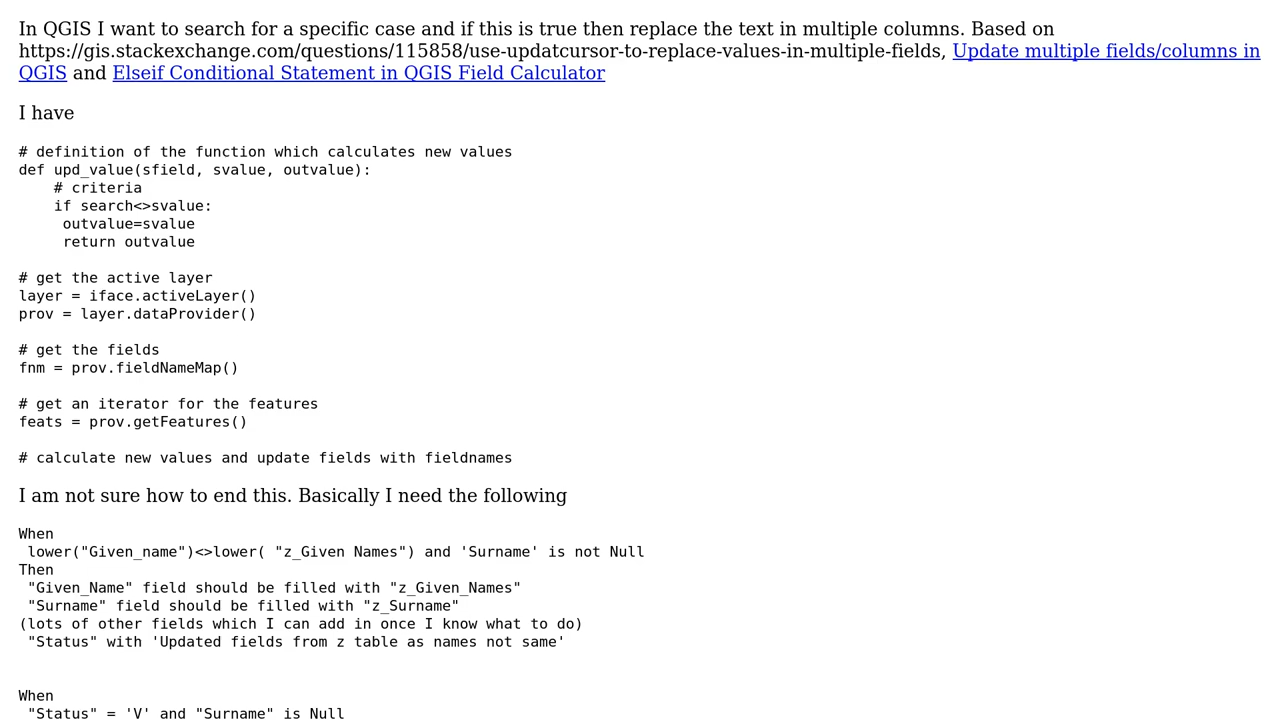 In QGIS I want to search for a specific case and if this is true then replace the text in multiple columns. Based on
https://gis.stackexchange.com/questions/115858/use-updatcursor-to-replace-values-in-multiple-fields, Update multiple fields/columns in
QGIS and Elseif Conditional Statement in QGIS Field Calculator
I have
# definition of the function which calculates new values
def upd_value(sfield, svalue, outvalue):
    # criteria
    if search<>svalue:
     outvalue=svalue
     return outvalue
# get the active layer
layer = iface.activeLayer()
prov = layer.dataProvider()
# get the fields
fnm = prov.fieldNameMap()
# get an iterator for the features
feats = prov.getFeatures()
# calculate new values and update fields with fieldnames
I am not sure how to end this. Basically I need the following
When
 lower("Given_name")<>lower( "z_Given Names") and 'Surname' is not Null
Then
 "Given_Name" field should be filled with "z_Given_Names"
 "Surname" field should be filled with "z_Surname"
(lots of other fields which I can add in once I know what to do)
 "Status" with 'Updated fields from z table as names not same'
When
 "Status" = 'V' and "Surname" is Null